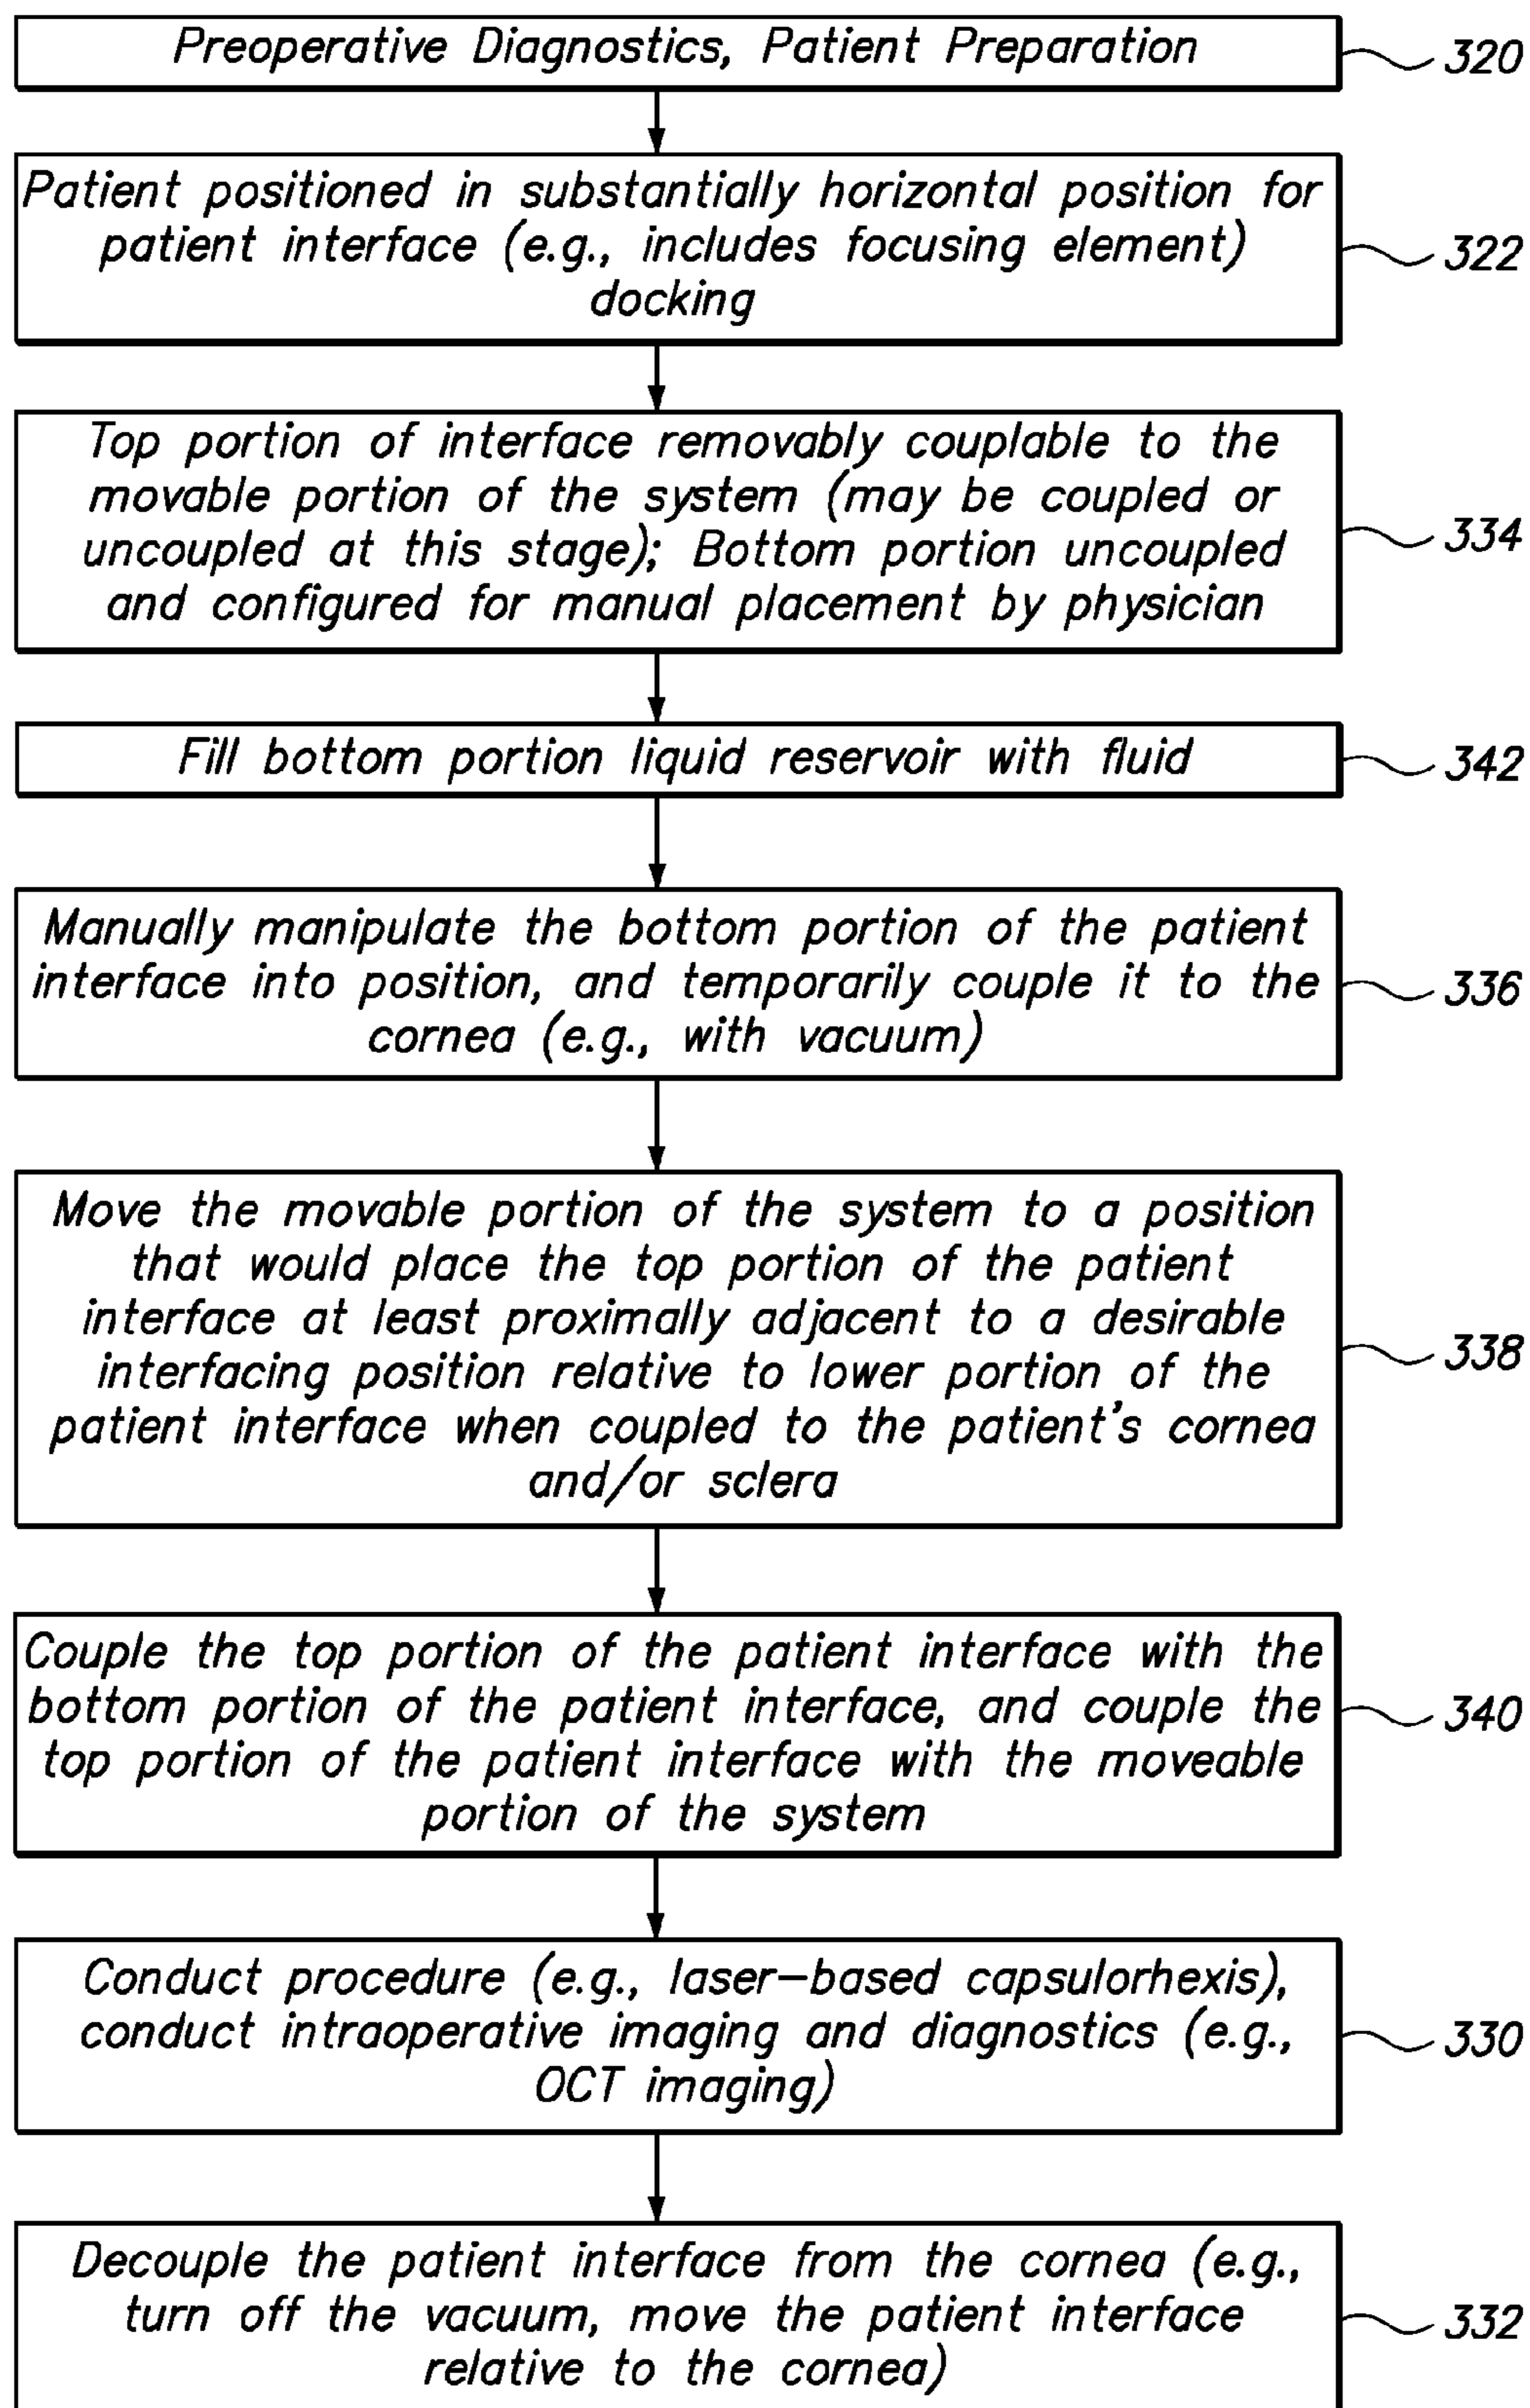 Preoperative Diagnostics, Patient Preparation
320
Patient positioned in substantially horizontal position for
patient interface (e.g., includes focusing element)
docking
322
Top portion of interface removably couplable to the
movable portion of the system (may be coupled or
uncoupled at this stage); Bottom portion uncoupled
and configured for manual placement by physician
334
Fill bottom portion liquid reservoir with fluid
342
Manually manipulate the bottom portion of the patient
interface into position, and temporarily couple it to the
cornea (e.g., with vacuum)
336
Move the movable portion of the system to a position
that would place the top portion of the patient
interface at least proximally adjacent to a desirable
interfacing position relative to lower portion of the
patient interface when coupled to the patient's cornea
and/or sclera
338
Couple the top portion of the patient interface with the
bottom portion of the patient interface, and couple the
top portion of the patient interface with the moveable
portion of the system
340
Conduct procedure (e.g., laser-based capsulorhexis),
conduct intraoperative imaging and diagnostics (e.g.,
OCT imaging)
330
Decouple the patient interface from the cornea (e.g.,
turn off the vacuum, move the patient interface
relative to the cornea)
332